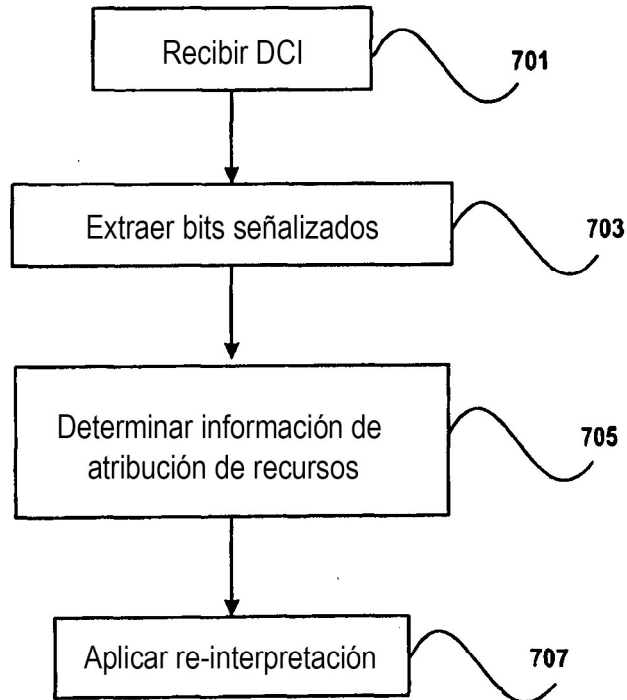 Recibir DCI
701
Extraer bits señalizados
703
Determinar información de
atribución de recursos
705
Aplicar re-interpretación
707